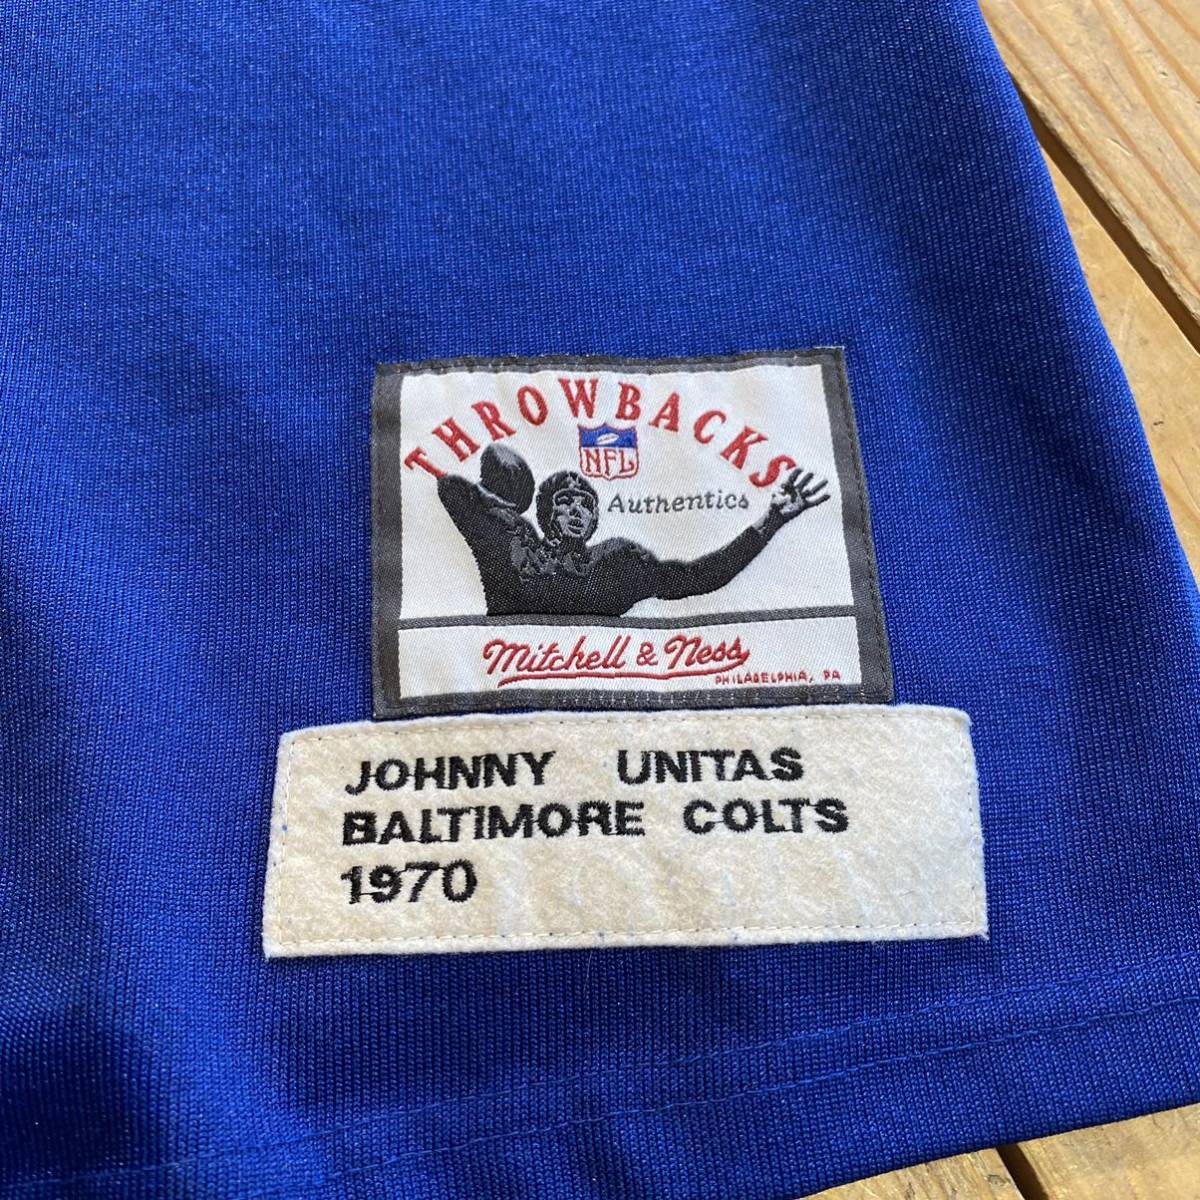 THROWBACKS
NFL
Authentics
Mitchell & Ness
PHILADELPHIA, PA
JOHNNY UNITAS
BALTIMORE COLTS
1970